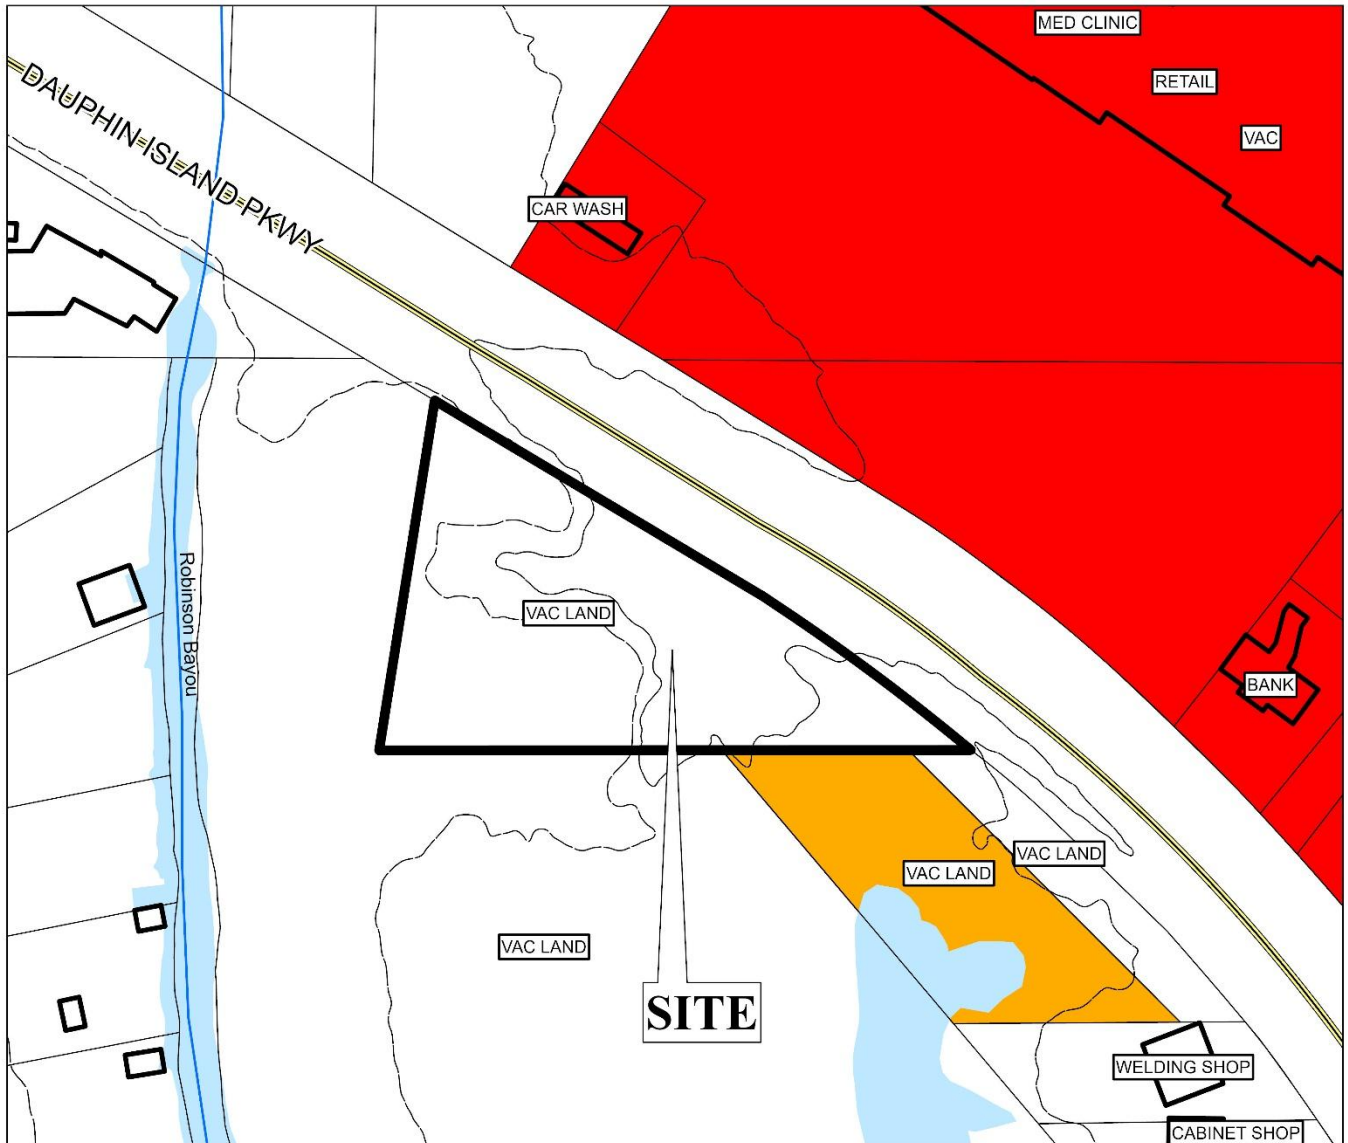 MED CLINIC
RETAIL
VAC
DAUPHIN ISLAND PKWY
CAR WASH
Robinson Bayou
VAC LAND
BANK
VAC LAND
VAC LAND
VAC LAND
SITE
WELDING SHOP
CABINET SHOP